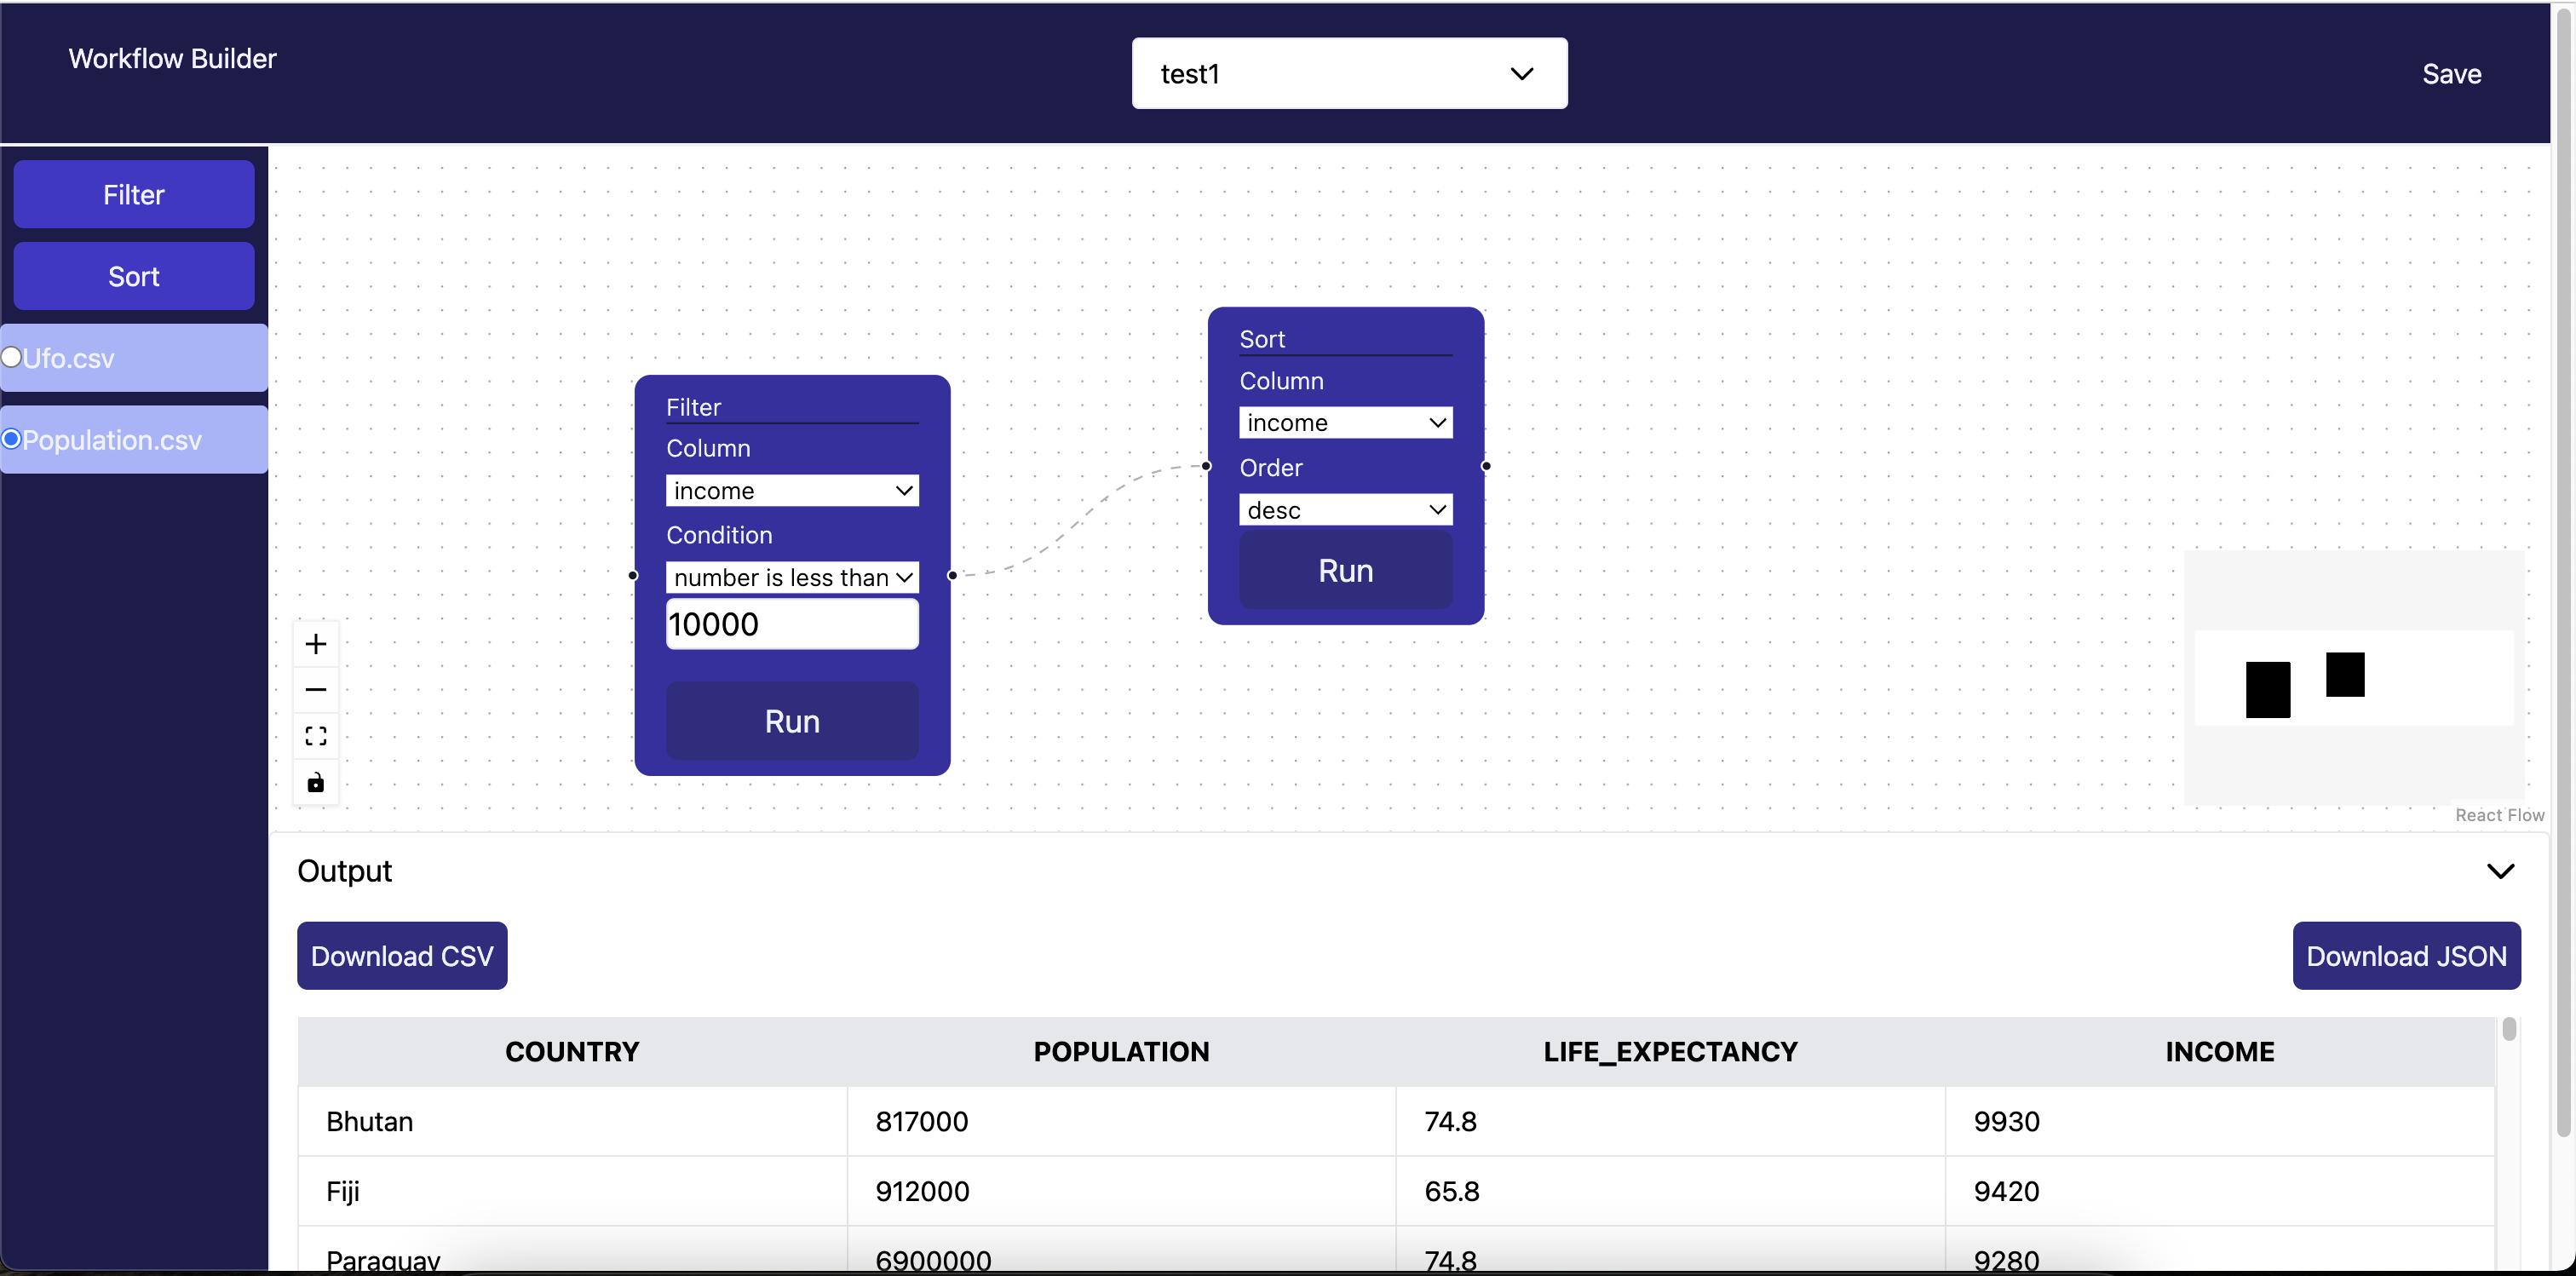 Workflow Builder
test1
Save
Filter
Sort
Ufo.csv
Population.csv
Filter
Column
income
Condition
number is less than
10000
Run
Sort
Column
income
Order
desc
Run
React Flow
Output
Download CSV
Download JSON
COUNTRY POPULATION LIFE_EXPECTANCY INCOME
Bhutan 817000 74.8 9930
Fiji 912000 65.8 9420
Paraguay 6900000 74.8 9280